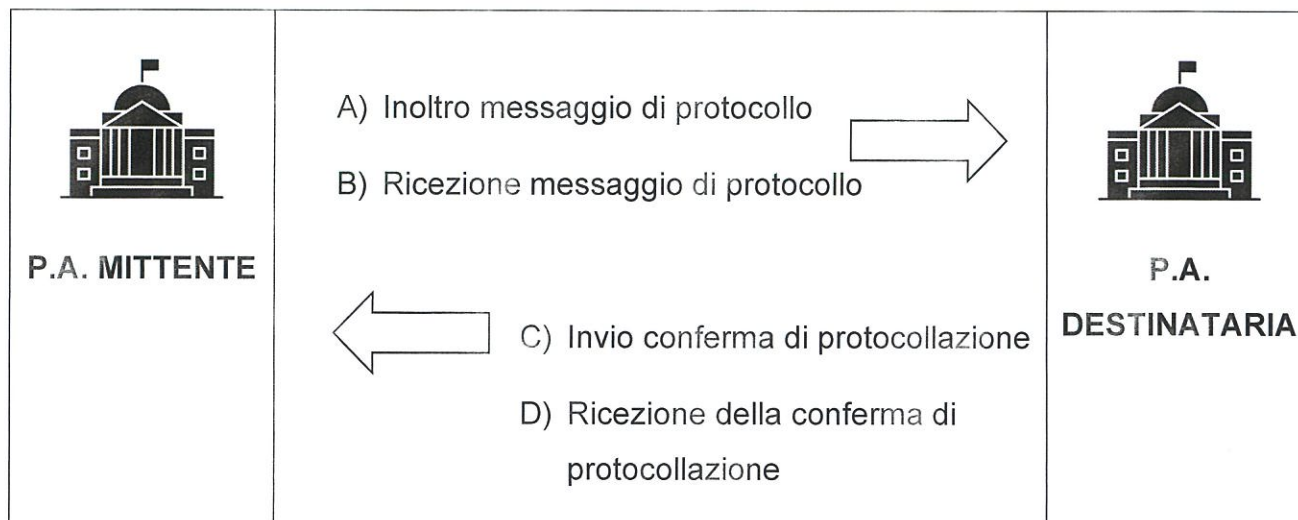 P.A. MITTENTE
A) Inoltro messaggio di protocollo
B) Ricezione messaggio di protocollo
C) Invio conferma di protocollazione
D) Ricezione della conferma di
protocollazione
P.A.
DESTINATARIA